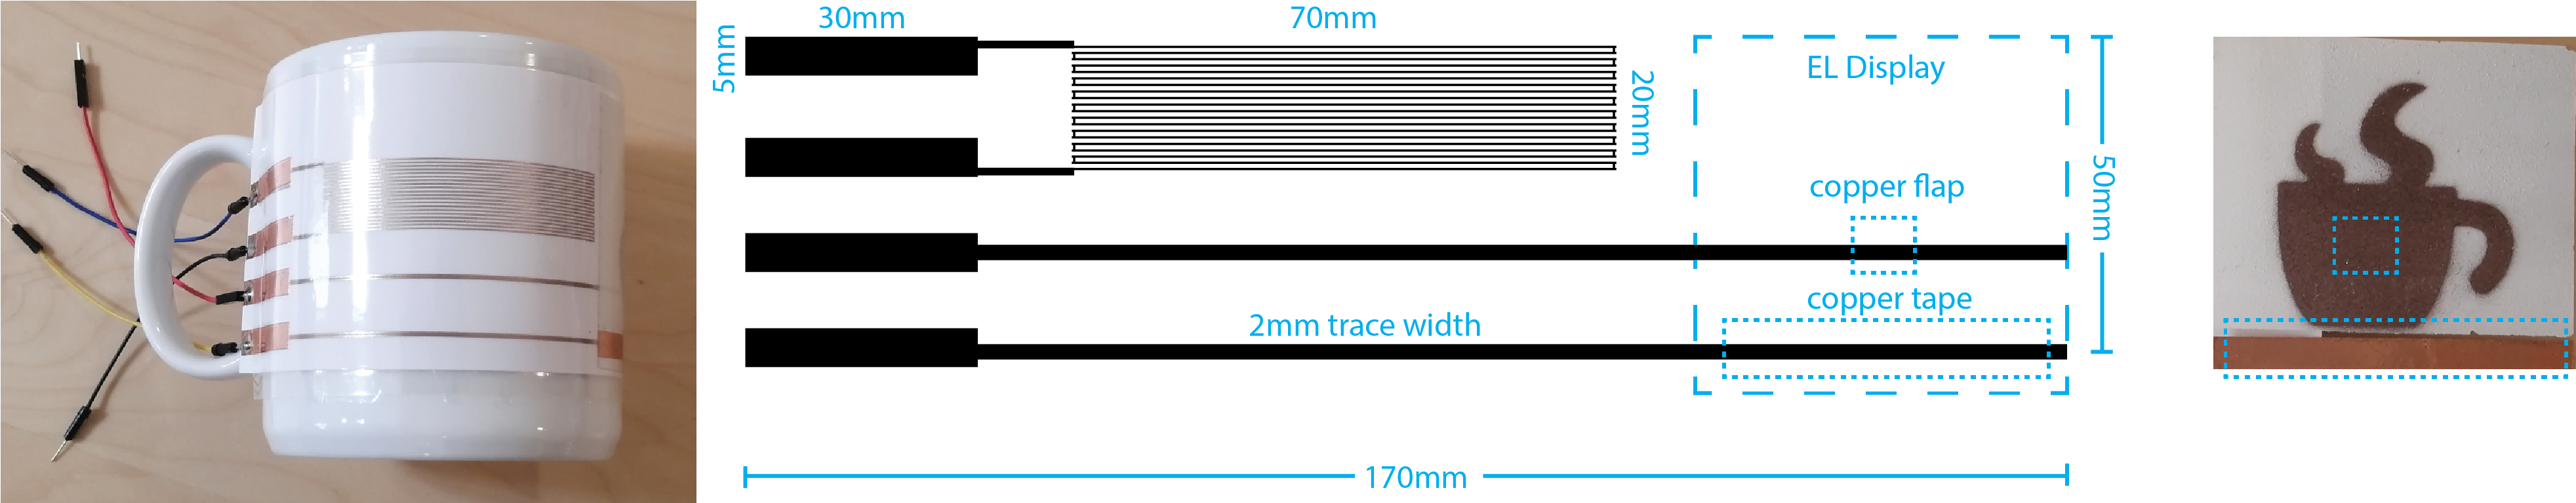 30mm
70mm
5mm
20mm
EL Display
copper flap
copper tape
2mm trace width
50mm
170mm